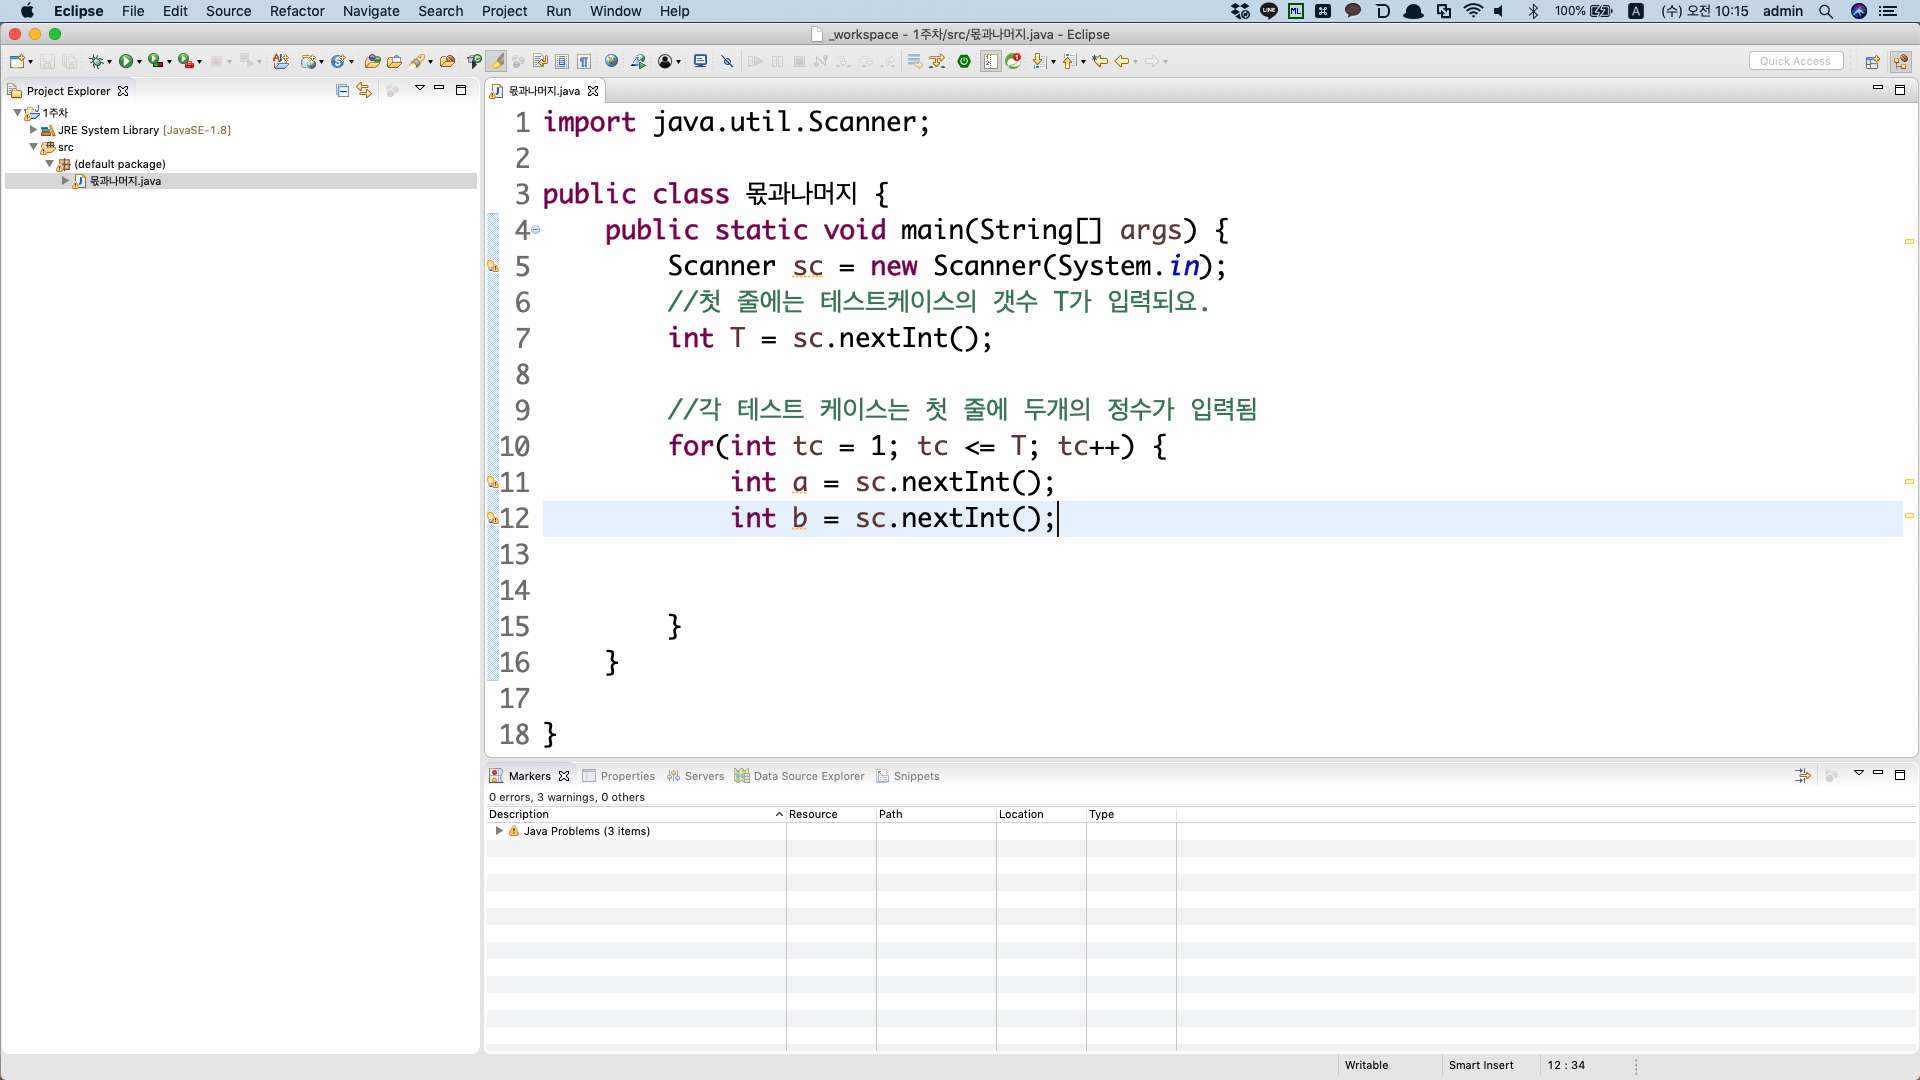 Eclipse File Edit Source Refactor Navigate Search Project Run Window Help 100% A (수) 오전 10:15 admin
_workspace - 1주차/src/몫과나머지.java - Eclipse
Quick Access
Project Explorer
몫과나머지.java
1주차
JRE System Library [JavaSE-1.8]
src
(default package)
몫과나머지.java
1 import java.util.Scanner;
2
3 public class 몫과나머지 {
4 public static void main(String[] args) {
5 Scanner sc = new Scanner(System.in);
6 //첫 줄에는 테스트케이스의 갯수 T가 입력되요.
7 int T = sc.nextInt();
8
9 //각 테스트 케이스는 첫 줄에 두개의 정수가 입력됨
10 for(int tc = 1; tc <= T; tc++) {
11 int a = sc.nextInt();
12 int b = sc.nextInt();
13
14
15 }
16 }
17
18 }
Markers Properties Servers Data Source Explorer Snippets
0 errors, 3 warnings, 0 others
Description Resource Path Location Type
Java Problems (3 items)
Writable Smart Insert 12 : 34